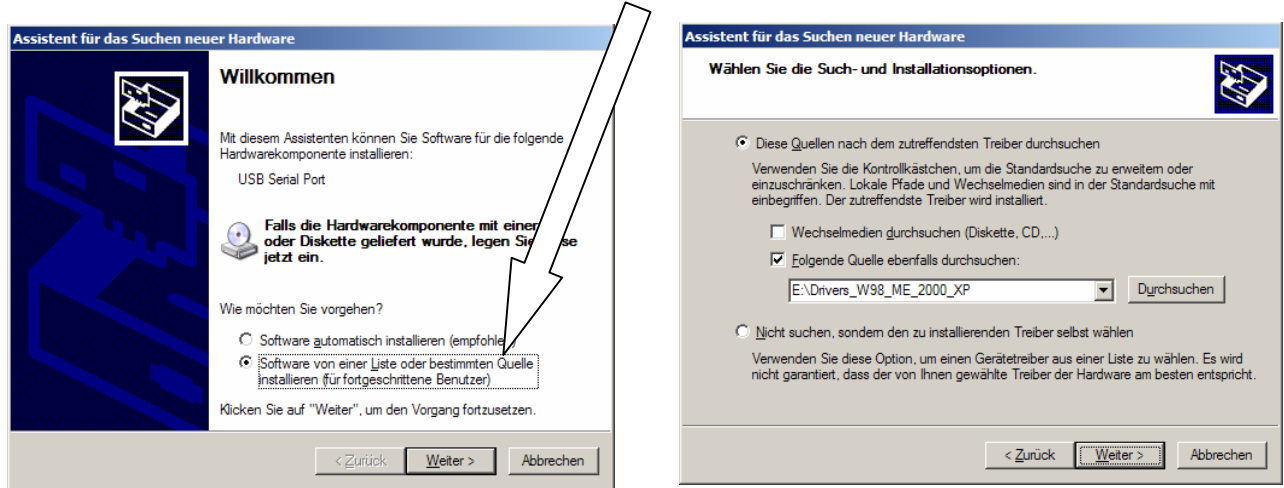 Assistent für das Suchen neuer Hardware
Willkommen
Mit diesem Assistenten können Sie Software für die folgende
Hardwarekomponente installieren:
USB Serial Port
Falls die Hardwarekomponente mit einer
oder Diskette geliefert wurde, legen Sie
jetzt ein.
Wie möchten Sie vorgehen?
Software automatisch installieren
Software von einer Liste oder bestimmten Quelle
installieren (für fortgeschrittene Benutzer)
Klicken Sie auf "Weiter", um den Vorgang fortzusetzen.
< Zurück
Weiter >
Abbrechen
Assistent für das Suchen neuer Hardware
Wählen Sie die Such- und Installationsoptionen.
Diese Quellen nach dem zutreffendsten Treiber durchsuchen
Verwenden Sie die Kontrollkästchen, um die Standardsuche zu erweitern oder
einzuschränken. Lokale Pfade und Wechselmedien sind in der Standardsuche mit
einbegriffen. Der zutreffendste Treiber wird installiert.
Wechselmedien durchsuchen (Diskette, CD,...)
Folgende Quelle ebenfalls durchsuchen:
E:\Drivers_W98_ME_2000_XP
Durchsuchen
Nicht suchen, sondern den zu installierenden Treiber selbst wählen
Verwenden Sie diese Option, um einen Gerätetreiber aus einer Liste zu wählen. Es wird
nicht garantiert, dass der von Ihnen gewählte Treiber der Hardware am besten entspricht.
< Zurück
Weiter >
Abbrechen